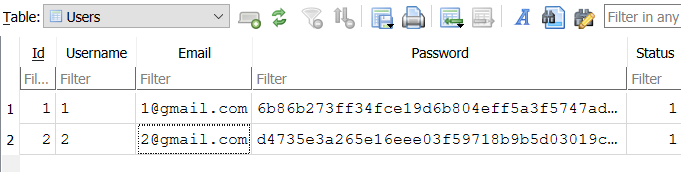 Table: Users Filter in any
Id Username Email Password Status
Fil... Filter Filter Filter Filter
1 1 1 1@gmail.com 6b86b273ff34fce19d6b804eff5a3f5747ad... 1
2 2 2 2@gmail.com d4735e3a265e16eee03f59718b9b5d03019c... 1